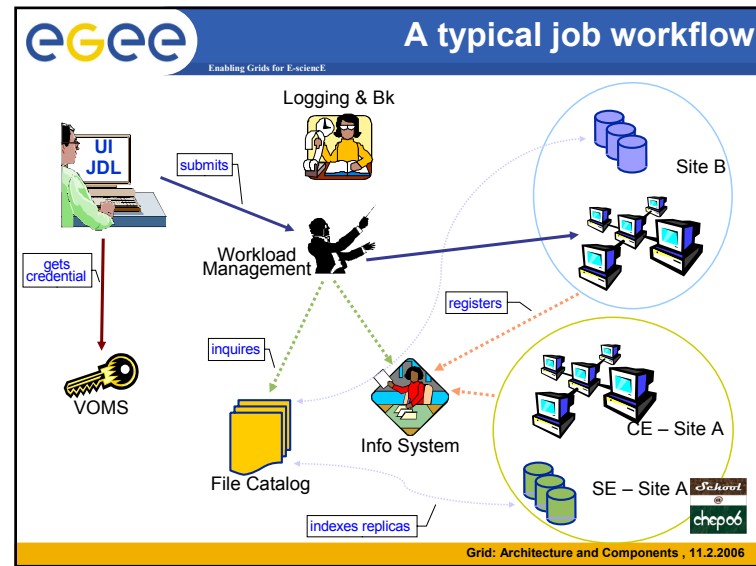 egee
A typical job workflow
Enabling Grids for E-sciencE
Logging & Bk
UI
JDL
submits
Site B
Workload
Management
gets
credential
registers
inquires
VOMS
Info System
CE – Site A
File Catalog
SE – Site A
School
@
chep06
indexes replicas
Grid: Architecture and Components , 11.2.2006